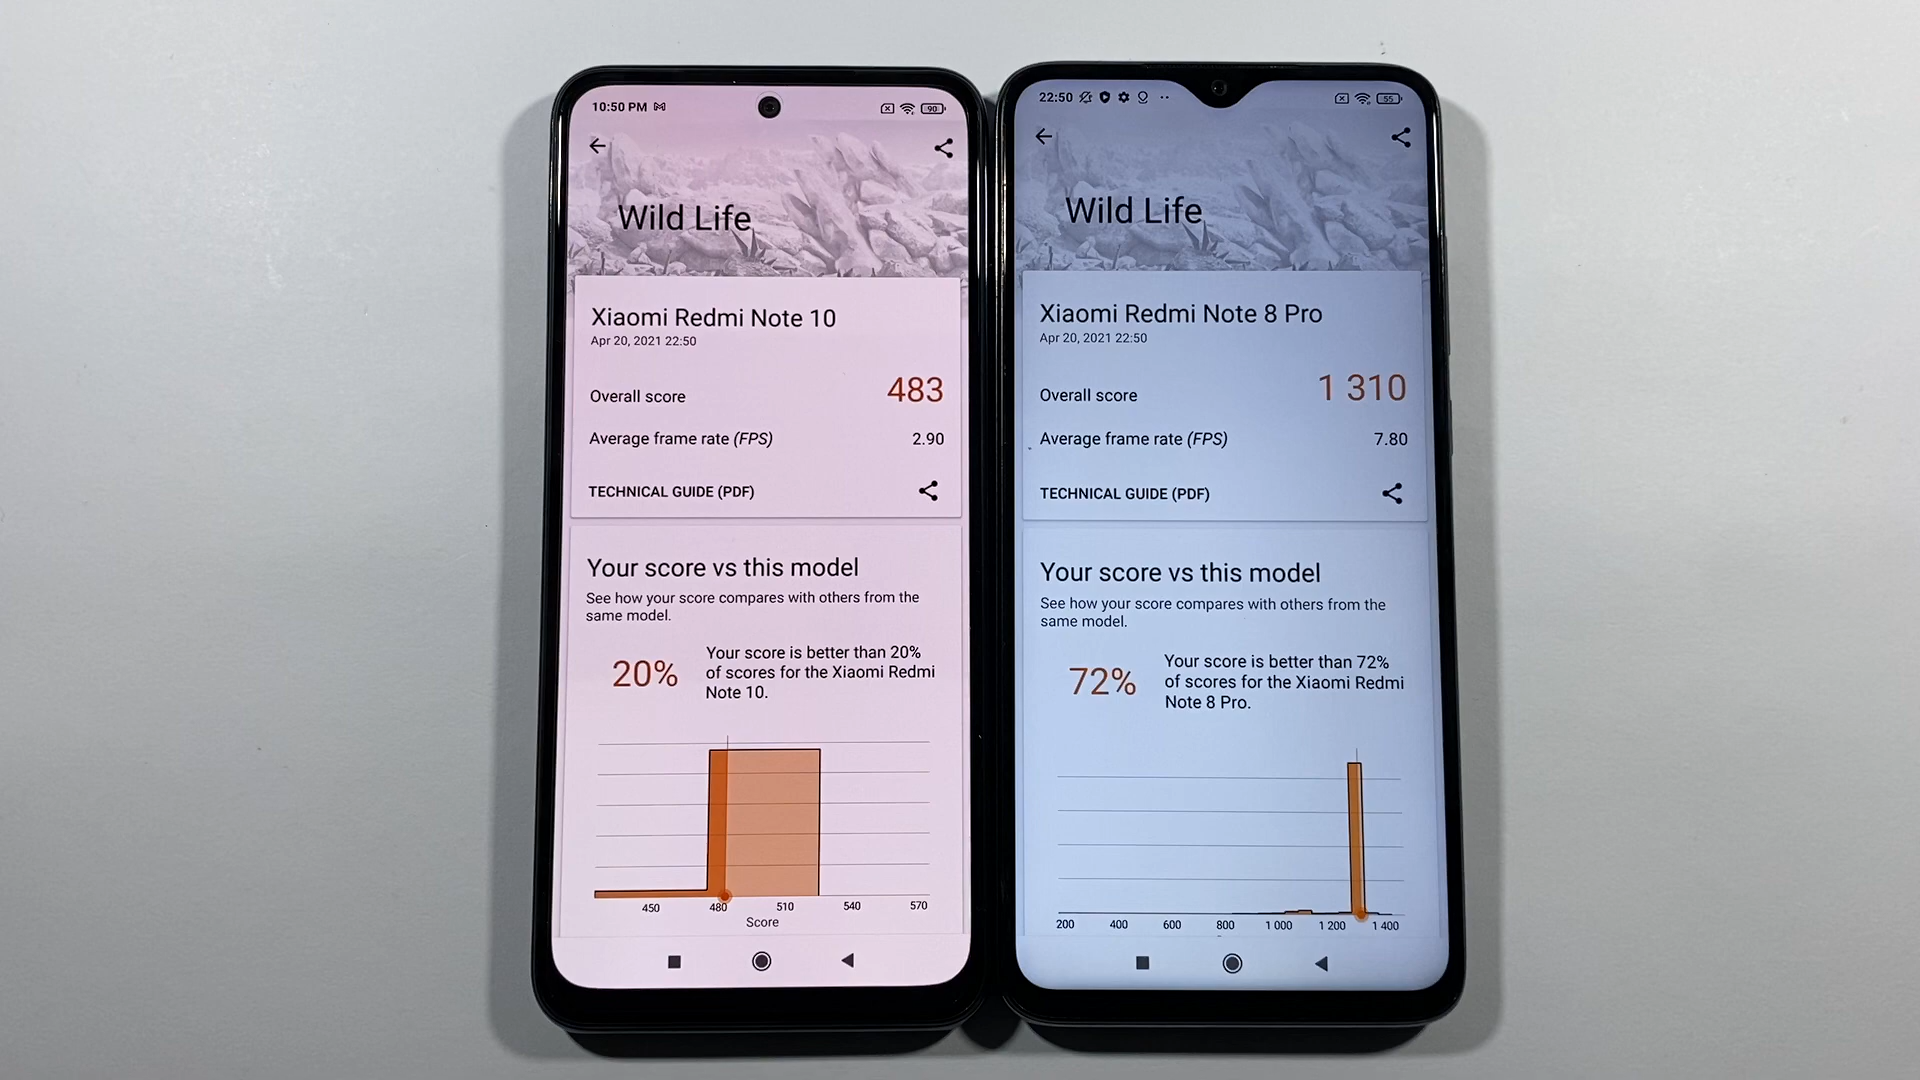 10:50 PM
90
Wild Life
Xiaomi Redmi Note 10
Apr 20, 2021 22:50
Overall score
483
Average frame rate (FPS)
2.90
TECHNICAL GUIDE (PDF)
Your score vs this model
See how your score compares with others from the
same model.
20%
Your score is better than 20%
of scores for the Xiaomi Redmi
Note 10.
450 480 510 540 570
Score
22:50
55
Wild Life
Xiaomi Redmi Note 8 Pro
Apr 20, 2021 22:50
Overall score
1 310
Average frame rate (FPS)
7.80
TECHNICAL GUIDE (PDF)
Your score vs this model
See how your score compares with others from the
same model.
72%
Your score is better than 72%
of scores for the Xiaomi Redmi
Note 8 Pro.
200 400 600 800 1 000 1 200 1 400